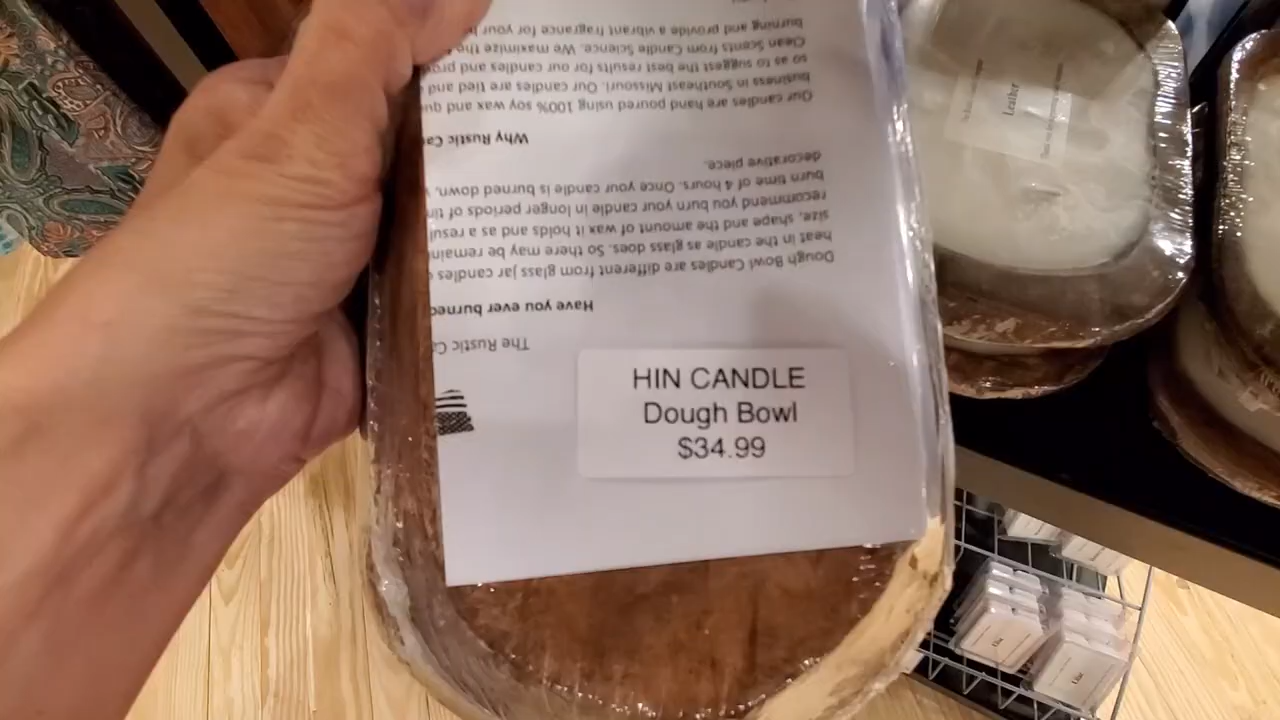 HIN CANDLE
Dough Bowl
$34.99
The Rustic
Have you ever burned
Dough Bowl Candles are different from glass jar candles
heat in the candle as glass does. So there may be remain
size, shape and the amount of wax it holds and as a resul
recommend you burn your candle in longer periods of
burn time of 4 hours. Once your candle is burned down,
decorative piece.
Why Rustic
Our candles are hand poured using 100% soy wax and
business in Southeast Missouri. Our candles are tied and
so as to suggest the best results for our candles and
Clean Scents from Candle Science. We maximize the
burning and provide a vibrant fragrance for your
Leather